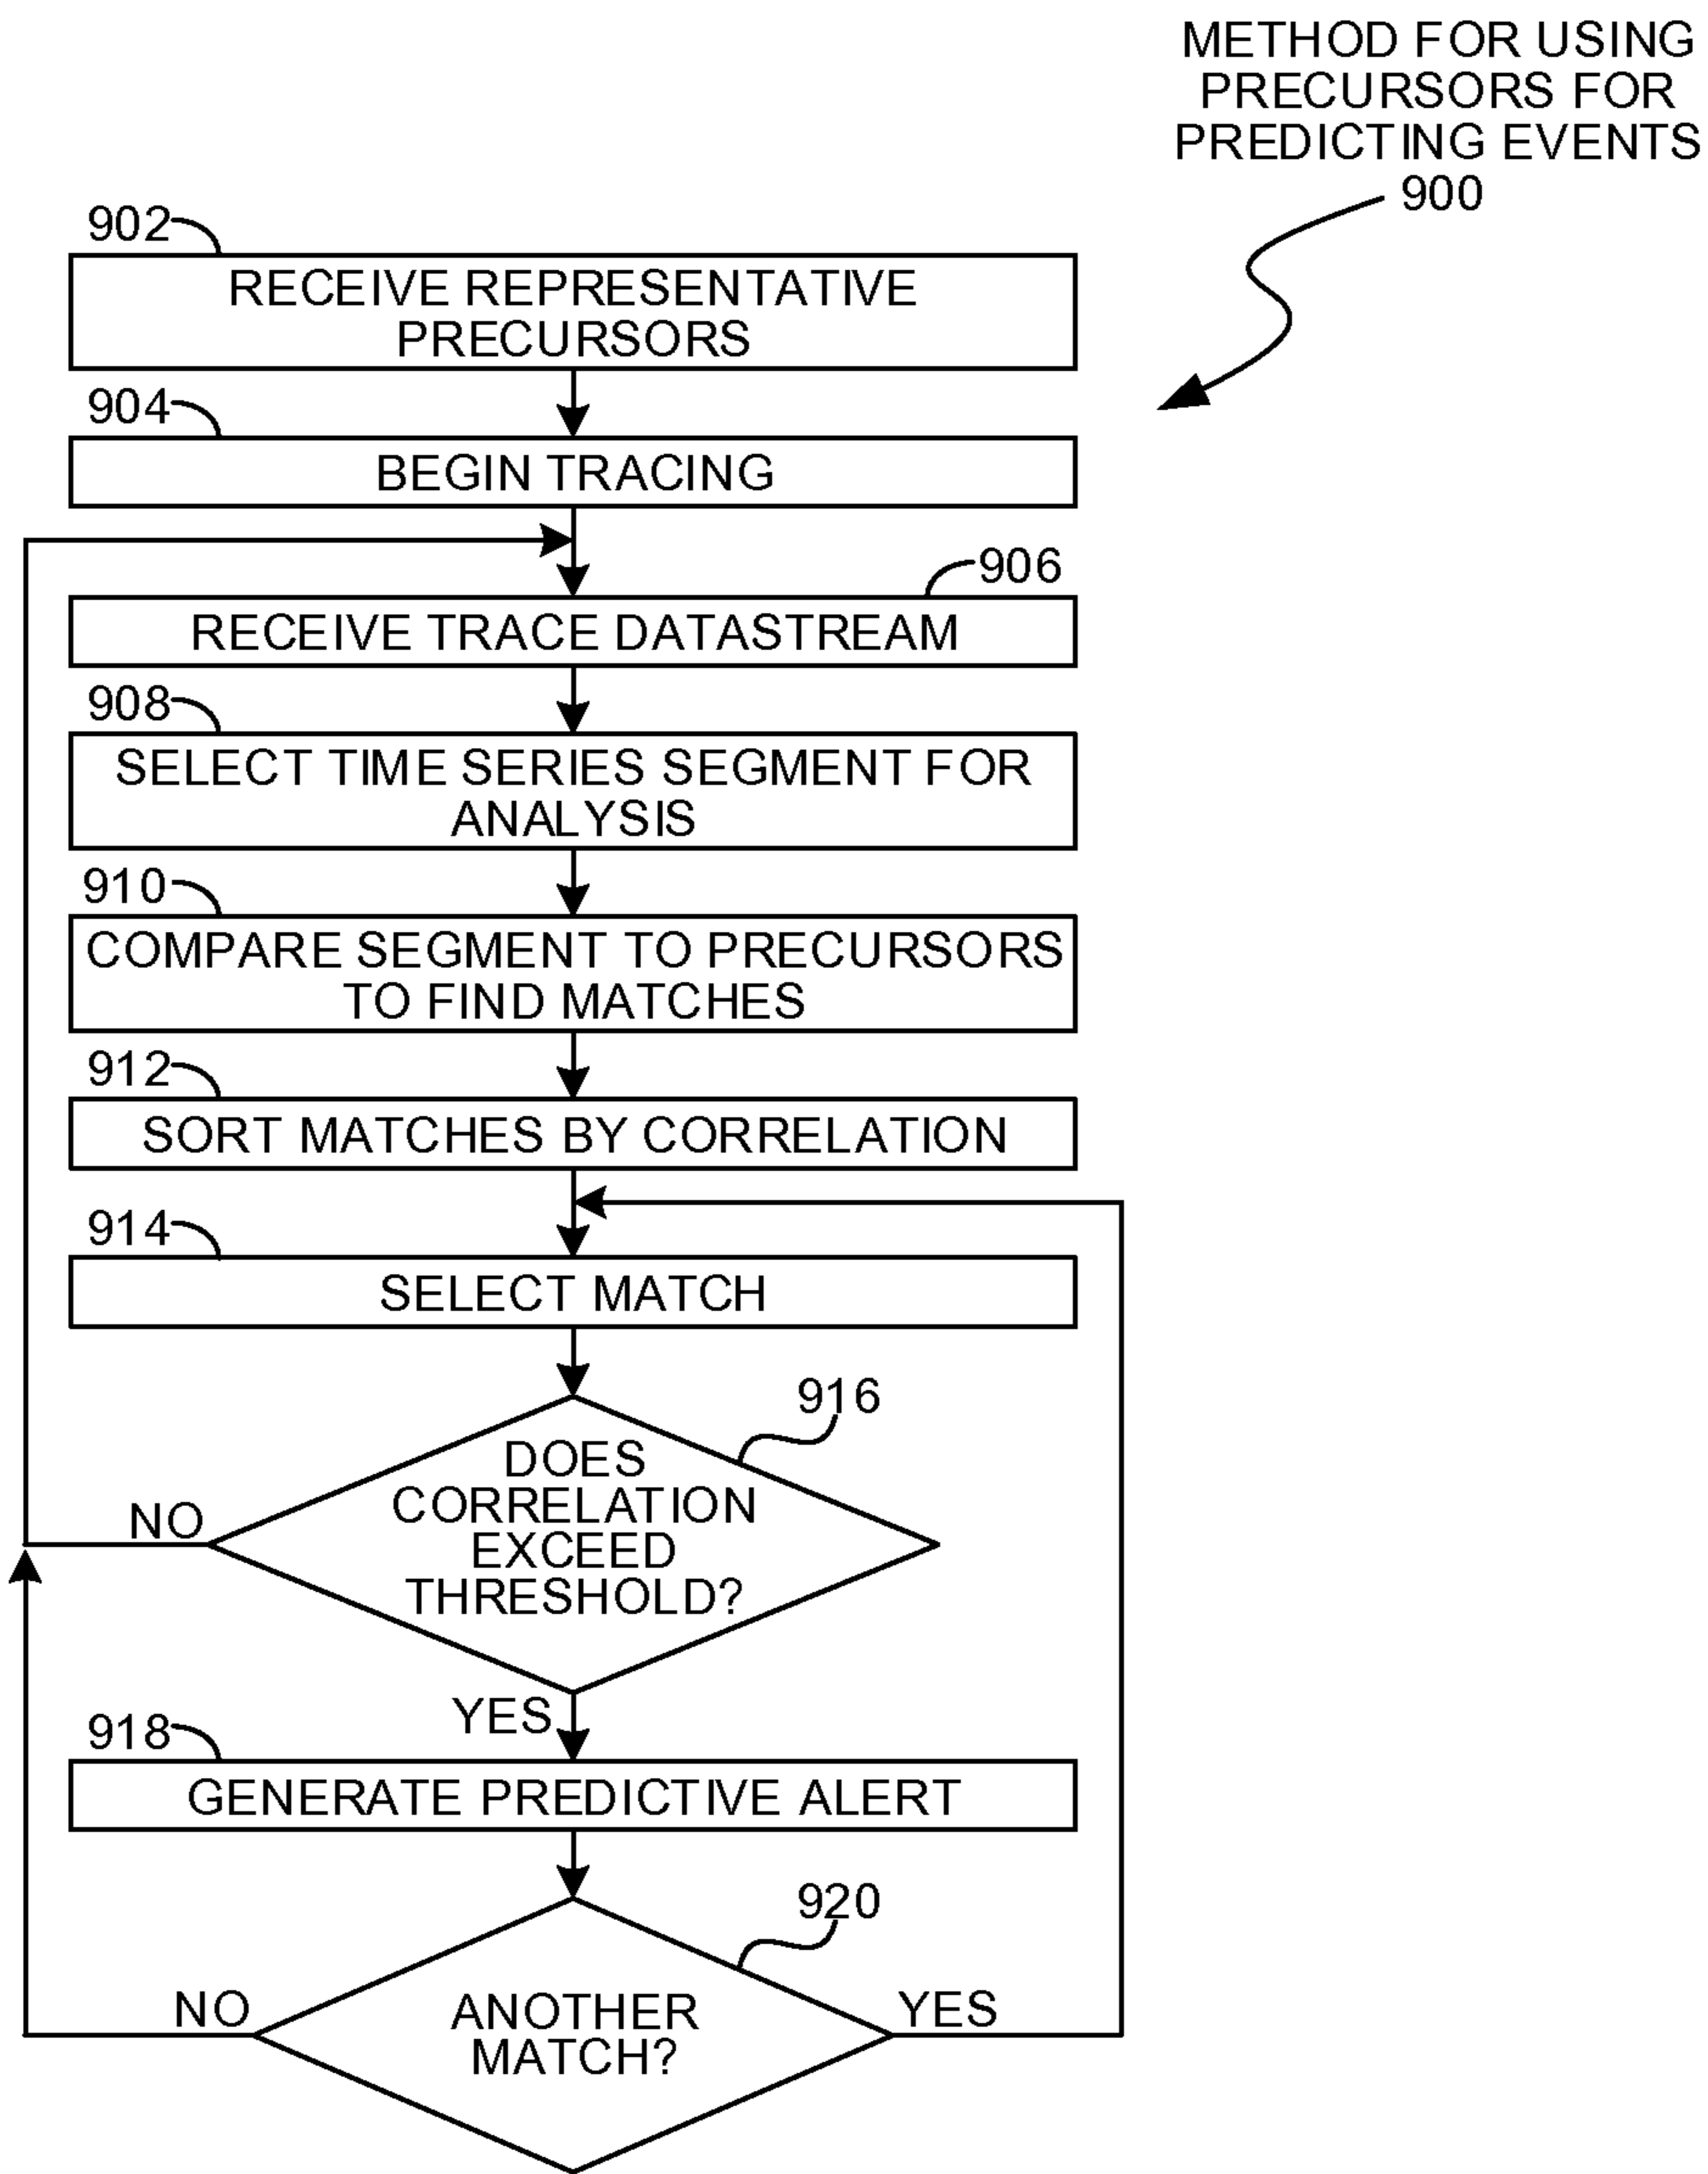 METHOD FOR USING
PRECURSORS FOR
PREDICTING EVENTS
900
902
RECEIVE REPRESENTATIVE
PRECURSORS
904
BEGIN TRACING
906
RECEIVE TRACE DATASTREAM
908
SELECT TIME SERIES SEGMENT FOR
ANALYSIS
910
COMPARE SEGMENT TO PRECURSORS
TO FIND MATCHES
912
SORT MATCHES BY CORRELATION
914
SELECT MATCH
916
DOES
CORRELATION
EXCEED
THRESHOLD?
NO
YES
918
GENERATE PREDICTIVE ALERT
920
ANOTHER
MATCH?
NO
YES